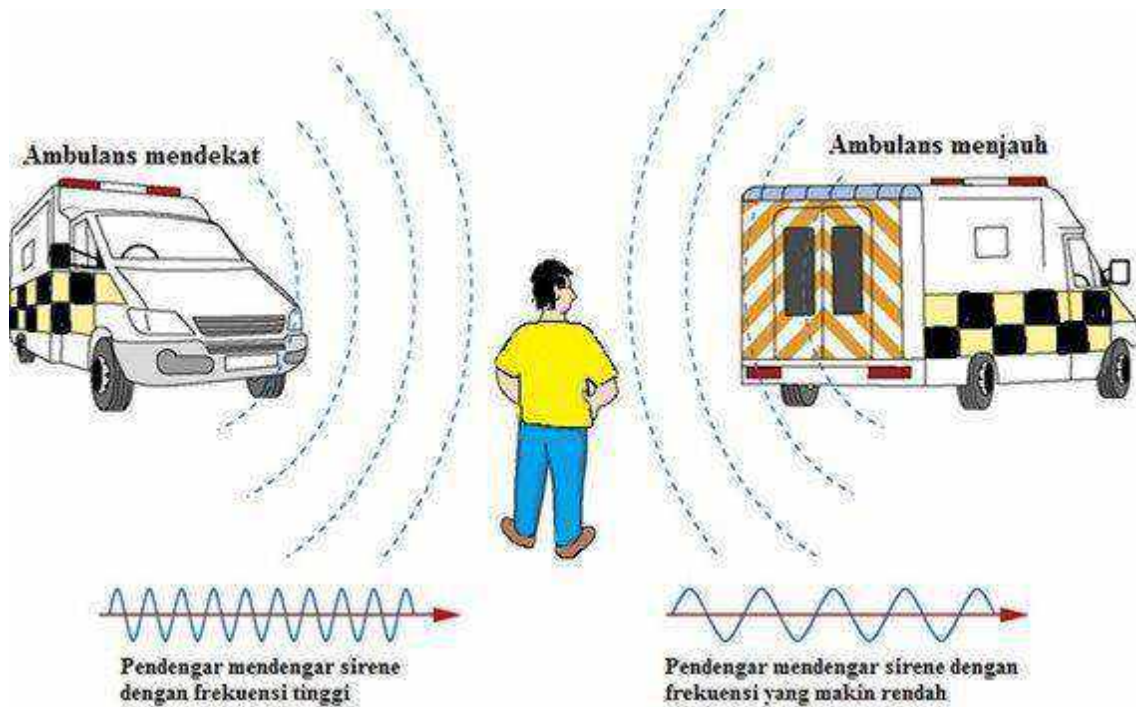 Ambulans mendekat
Ambulans menjauh
Pendengar mendengar sirene
dengan frekuensi tinggi
Pendengar mendengar sirene dengan
frekuensi yang makin rendah